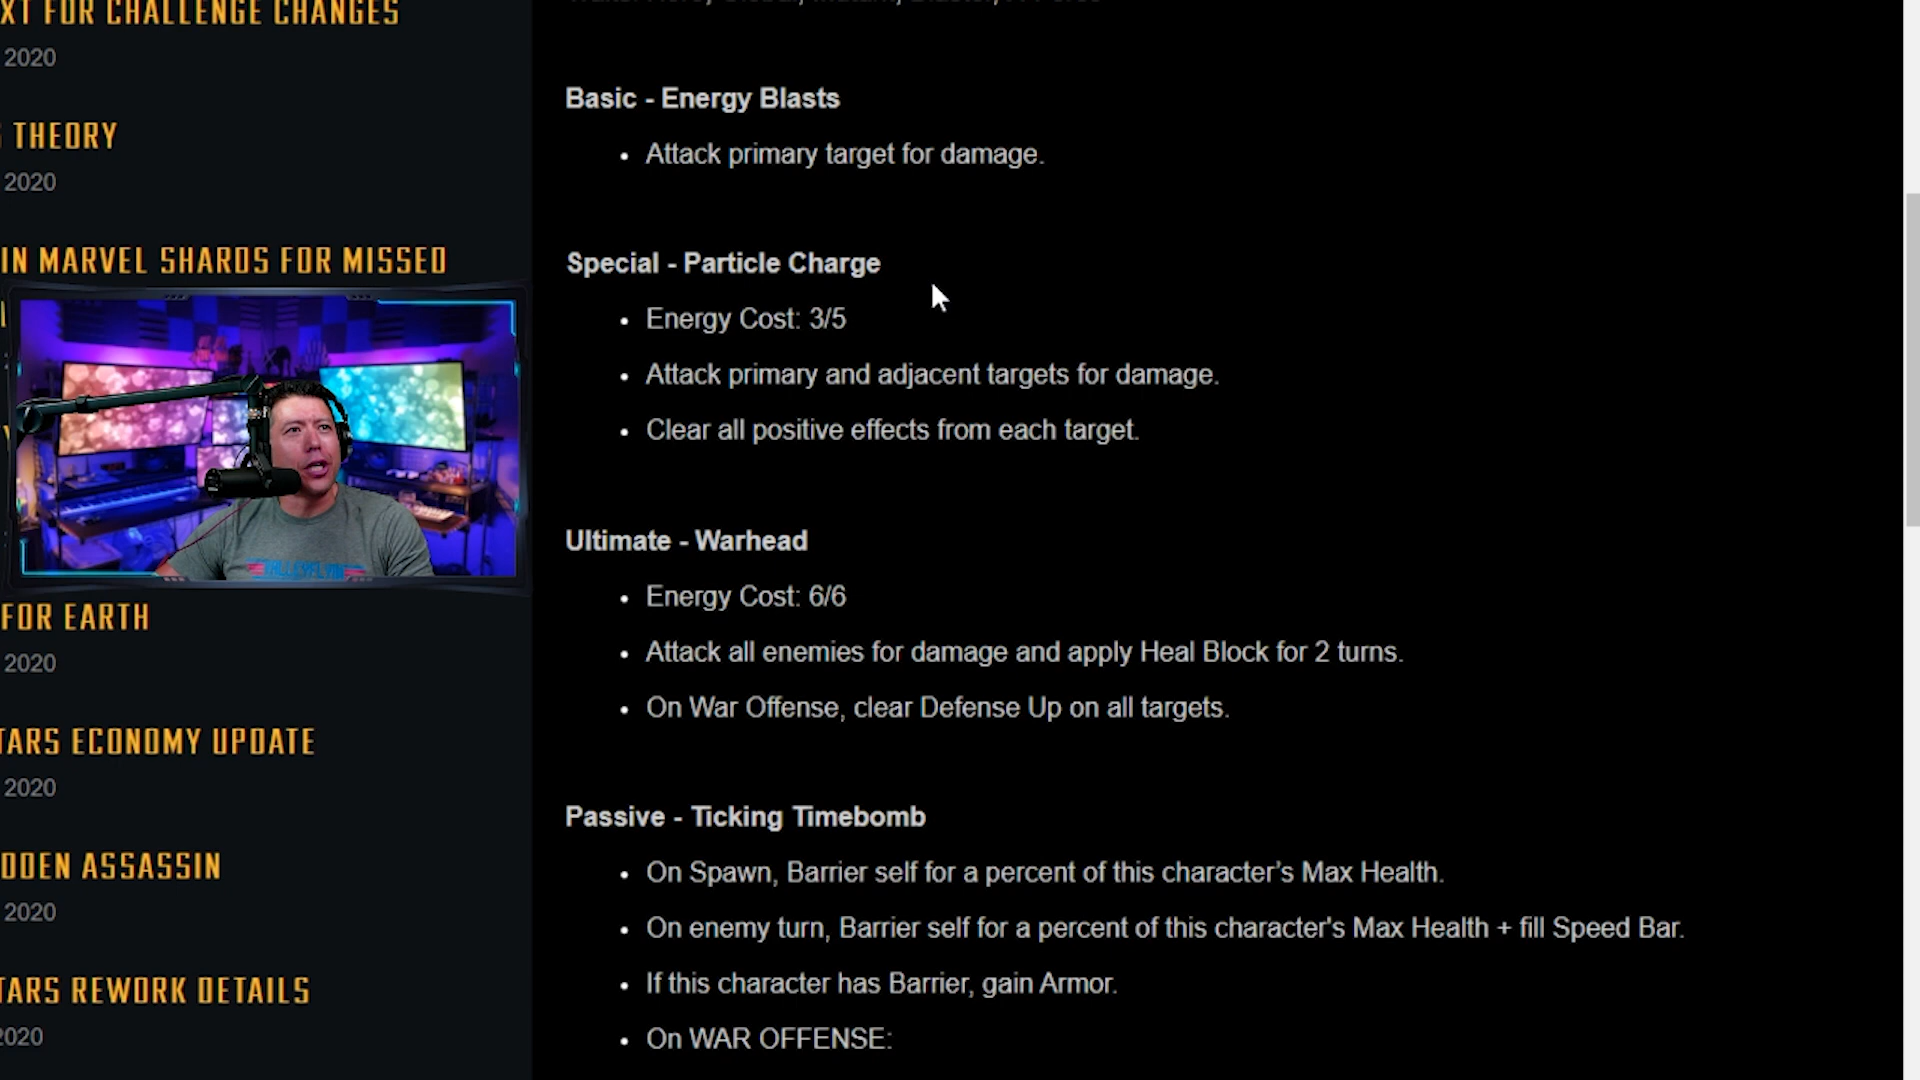 XT FOR CHALLENGE CHANGES
2020
THEORY
2020
IN MARVEL SHARDS FOR MISSED
FOR EARTH
2020
TARS ECONOMY UPDATE
2020
DDEN ASSASSIN
2020
TARS REWORK DETAILS
2020
Basic - Energy Blasts
• Attack primary target for damage.
Special - Particle Charge
• Energy Cost: 3/5
• Attack primary and adjacent targets for damage.
• Clear all positive effects from each target.
Ultimate - Warhead
• Energy Cost: 6/6
• Attack all enemies for damage and apply Heal Block for 2 turns.
• On War Offense, clear Defense Up on all targets.
Passive - Ticking Timebomb
• On Spawn, Barrier self for a percent of this character’s Max Health.
• On enemy turn, Barrier self for a percent of this character's Max Health + fill Speed Bar.
• If this character has Barrier, gain Armor.
• On WAR OFFENSE: